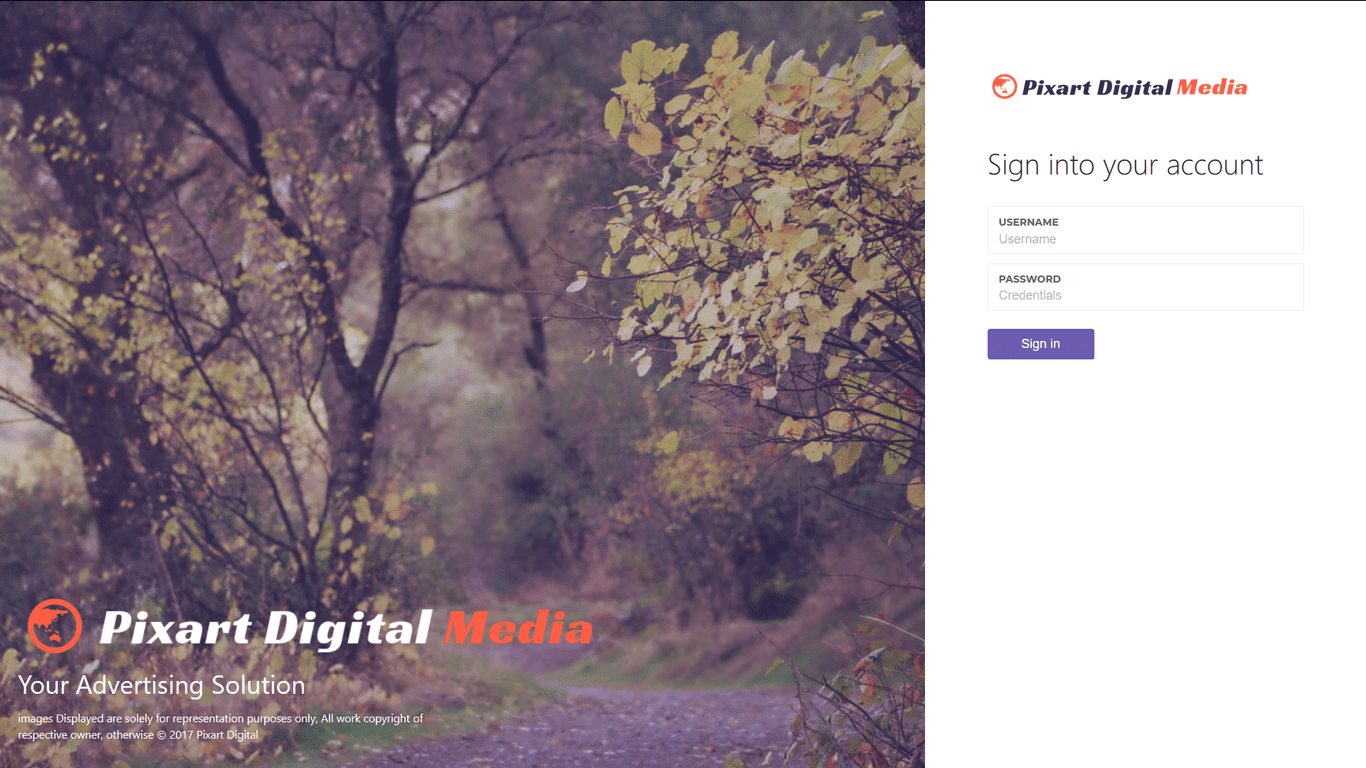 Pixart Digital Media
Your Advertising Solution
images Displayed are solely for representation purposes only, All work copyright of
respective owner, otherwise © 2017 Pixart Digital
Pixart Digital Media
Sign into your account
USERNAME
Username
PASSWORD
Credentials
Sign in